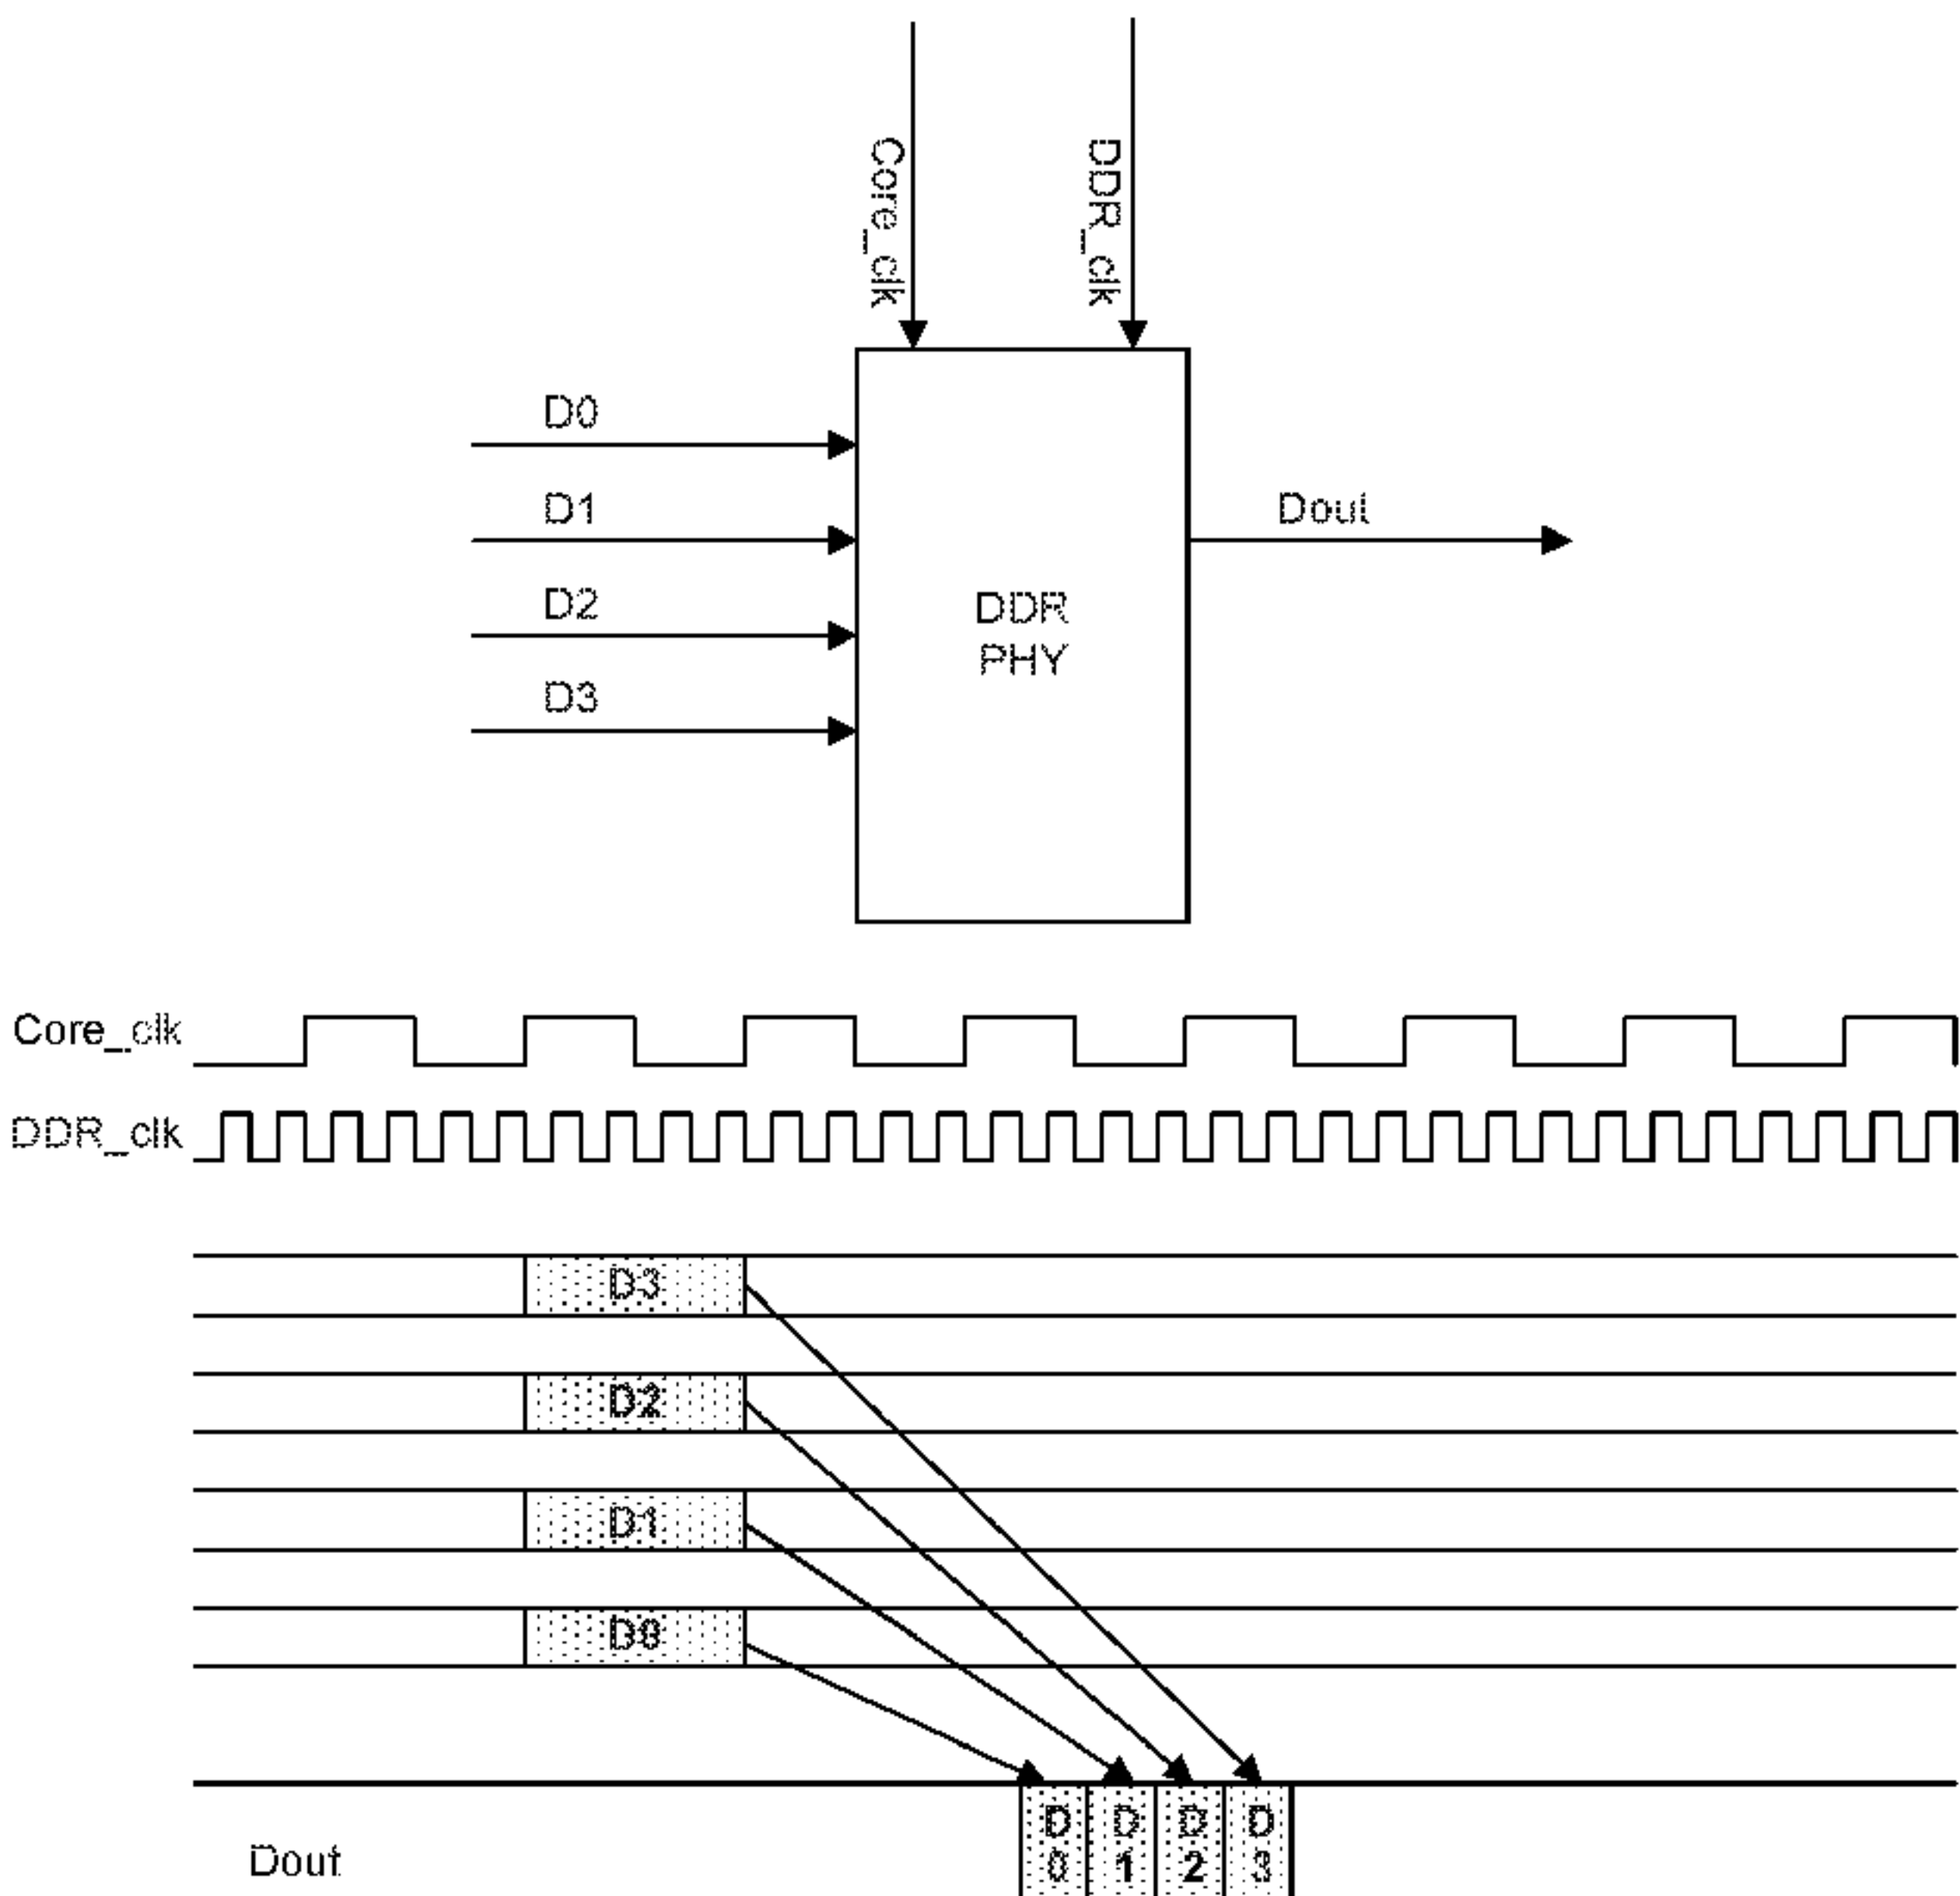 Core_clk
DDR_clk
D0
D1
Dout
D2
DDR
PHY
D3
Core_clk
DDR_clk
D3
D2
D1
D0
D D D D
0 1 2 3
Dout